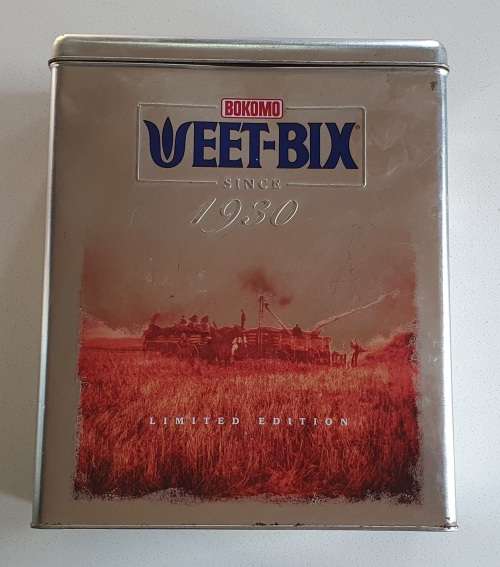 BOKOMO
WEET-BIX
SINCE
1930
LIMITED EDITION